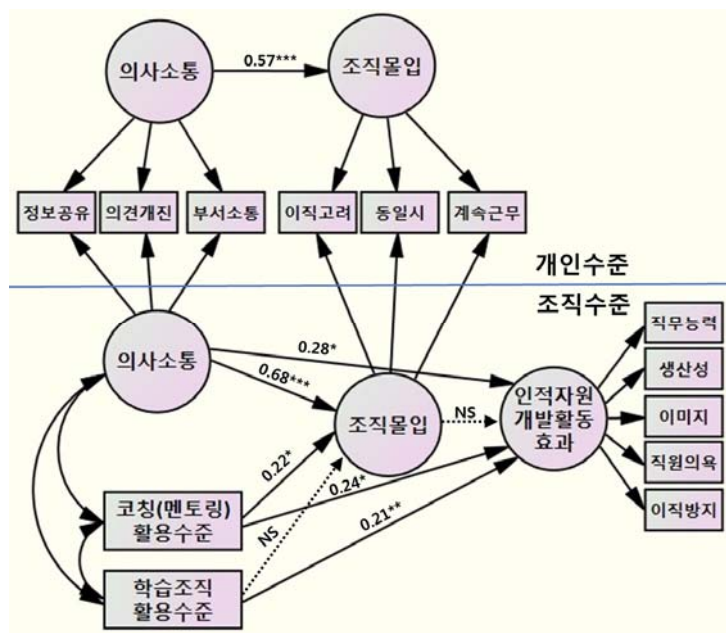 의사소통
0.57***
조직몰입
정보공유
의견개진
부서소통
이직고려
동일시
계속근무
개인수준
조직수준
의사소통
0.28*
0.68***
조직몰입
NS
인적자원
개발활동
효과
직무능력
생산성
이미지
직원의욕
이직방지
0.22*
0.24*
NS
0.21**
코칭(멘토링)
활용수준
학습조직
활용수준